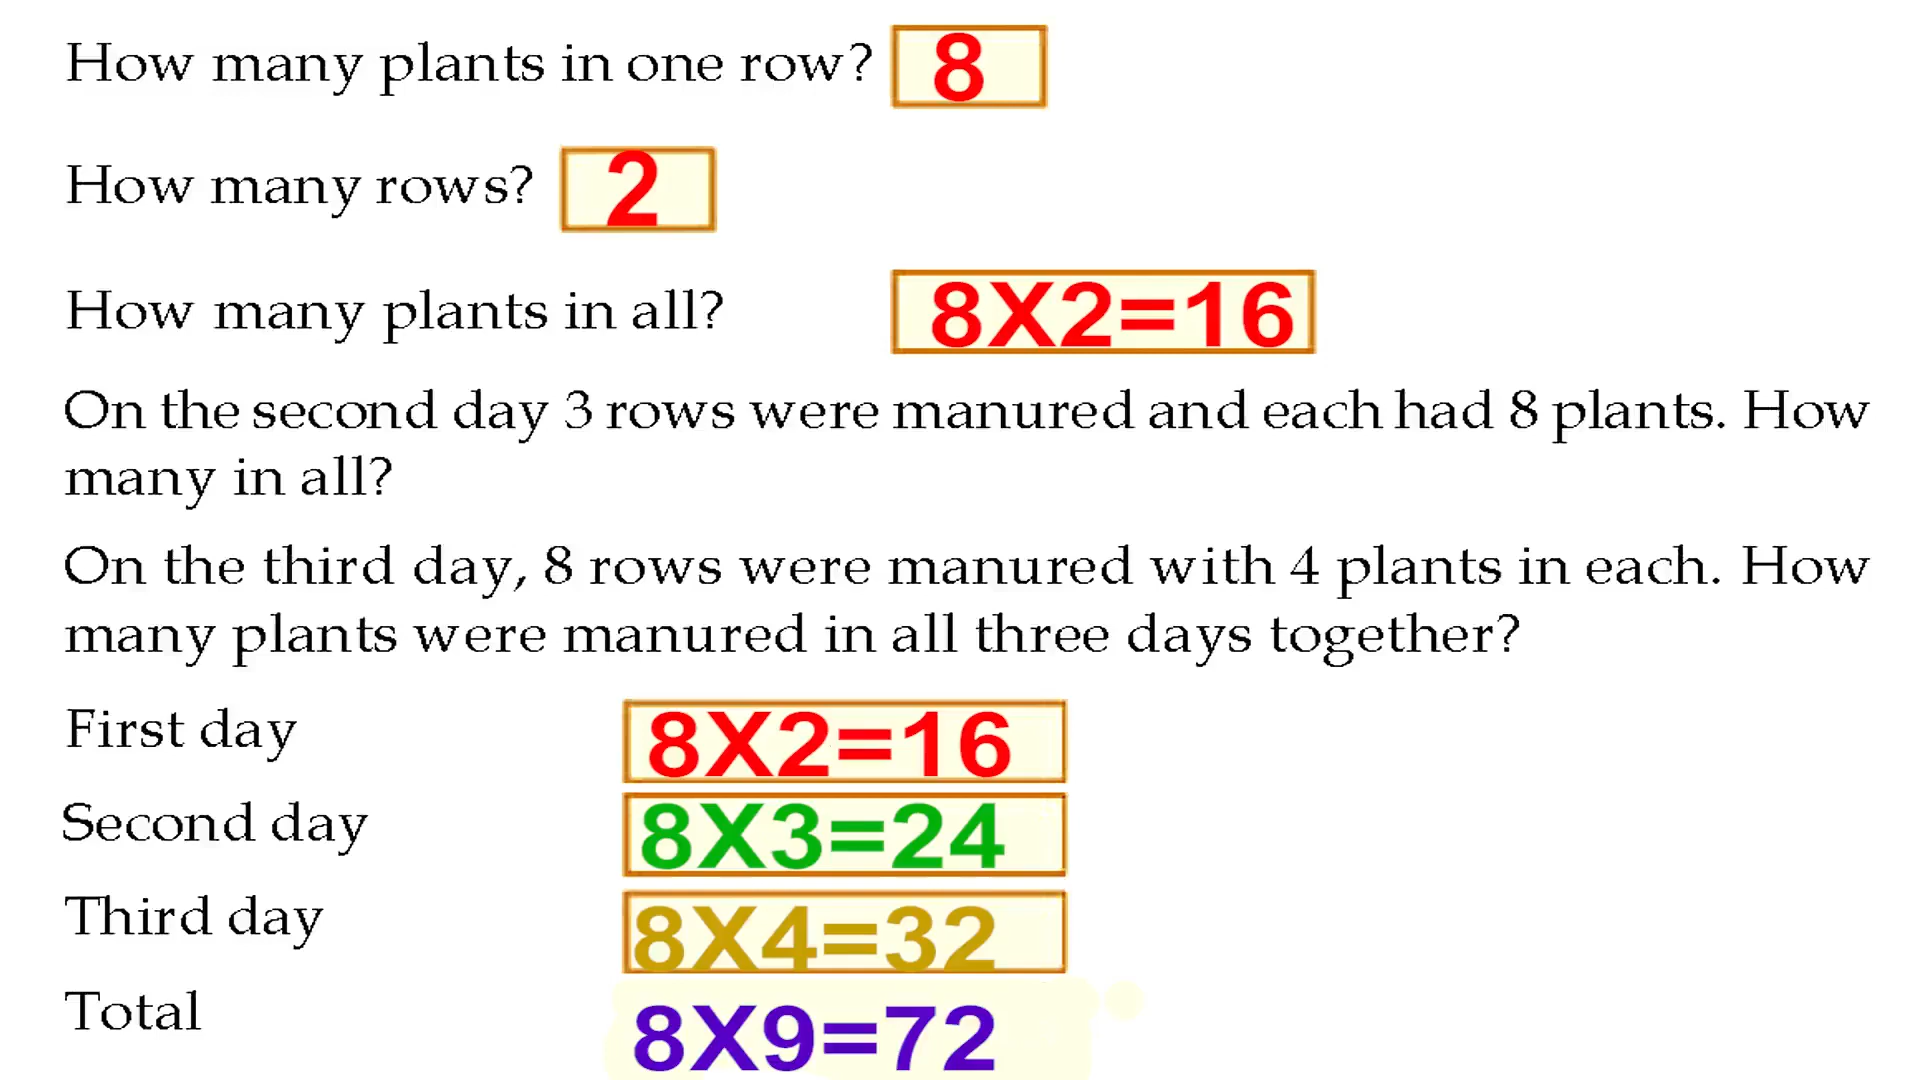 How many plants in one row? 8
How many rows? 2
How many plants in all? 8X2=16
On the second day 3 rows were manured and each had 8 plants. How
many in all?
On the third day, 8 rows were manured with 4 plants in each. How
many plants were manured in all three days together?
First day 8X2=16
Second day 8X3=24
Third day 8X4=32
Total 8X9=72